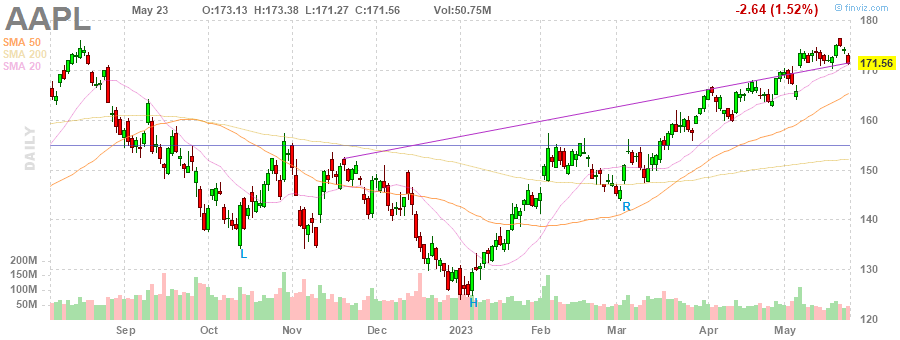 AAPL
May 23 O:173.13 H:173.38 L:171.27 C:171.56 Vol:50.75M -2.64 (1.52%)
© finviz.com
SMA 50
SMA 200
SMA 20
DAILY
180
171.56
170
160
150
140
130
120
200M
150M
100M
50M
L
H
R
Sep Oct Nov Dec 2023 Feb Mar Apr May